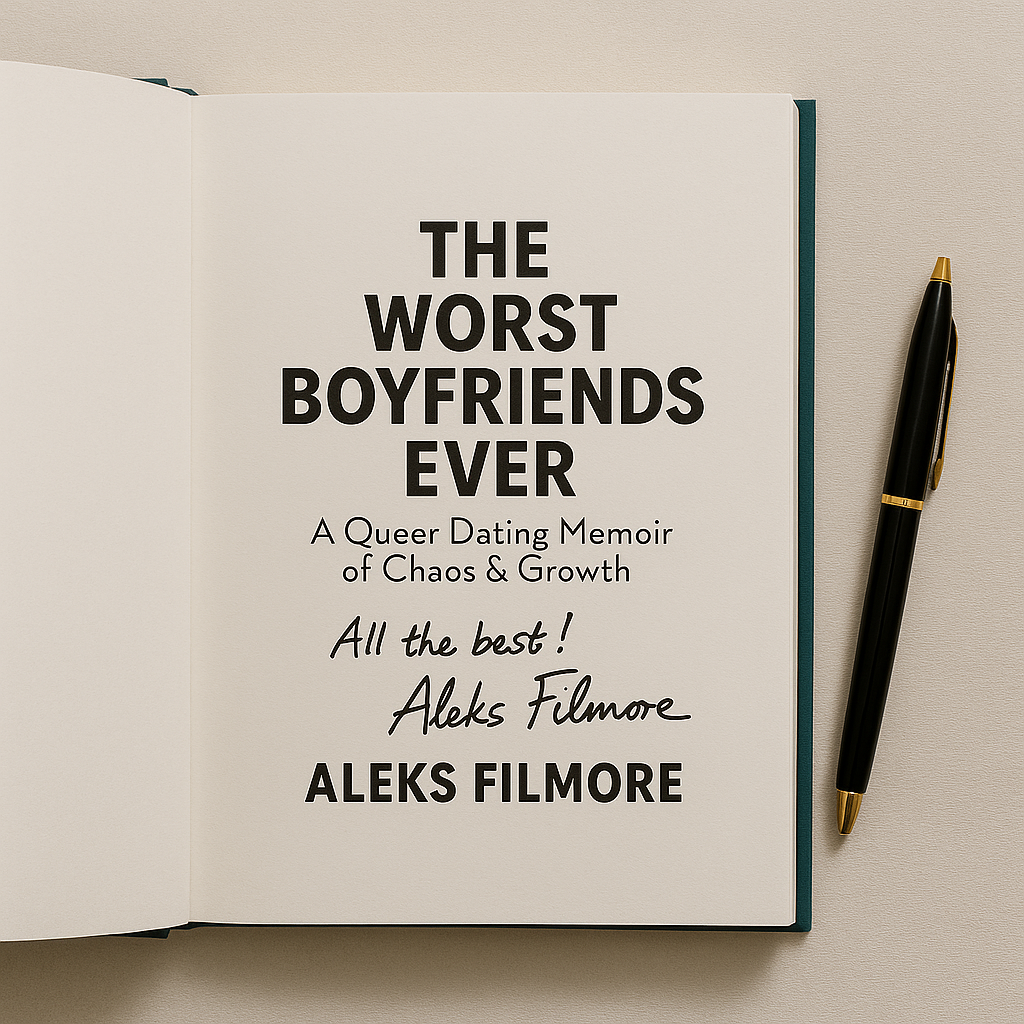 THE
WORST
BOYFRIENDS
EVER
A Queer Dating Memoir
of Chaos & Growth
All the best!
Aleks Filmore
ALEKS FILMORE